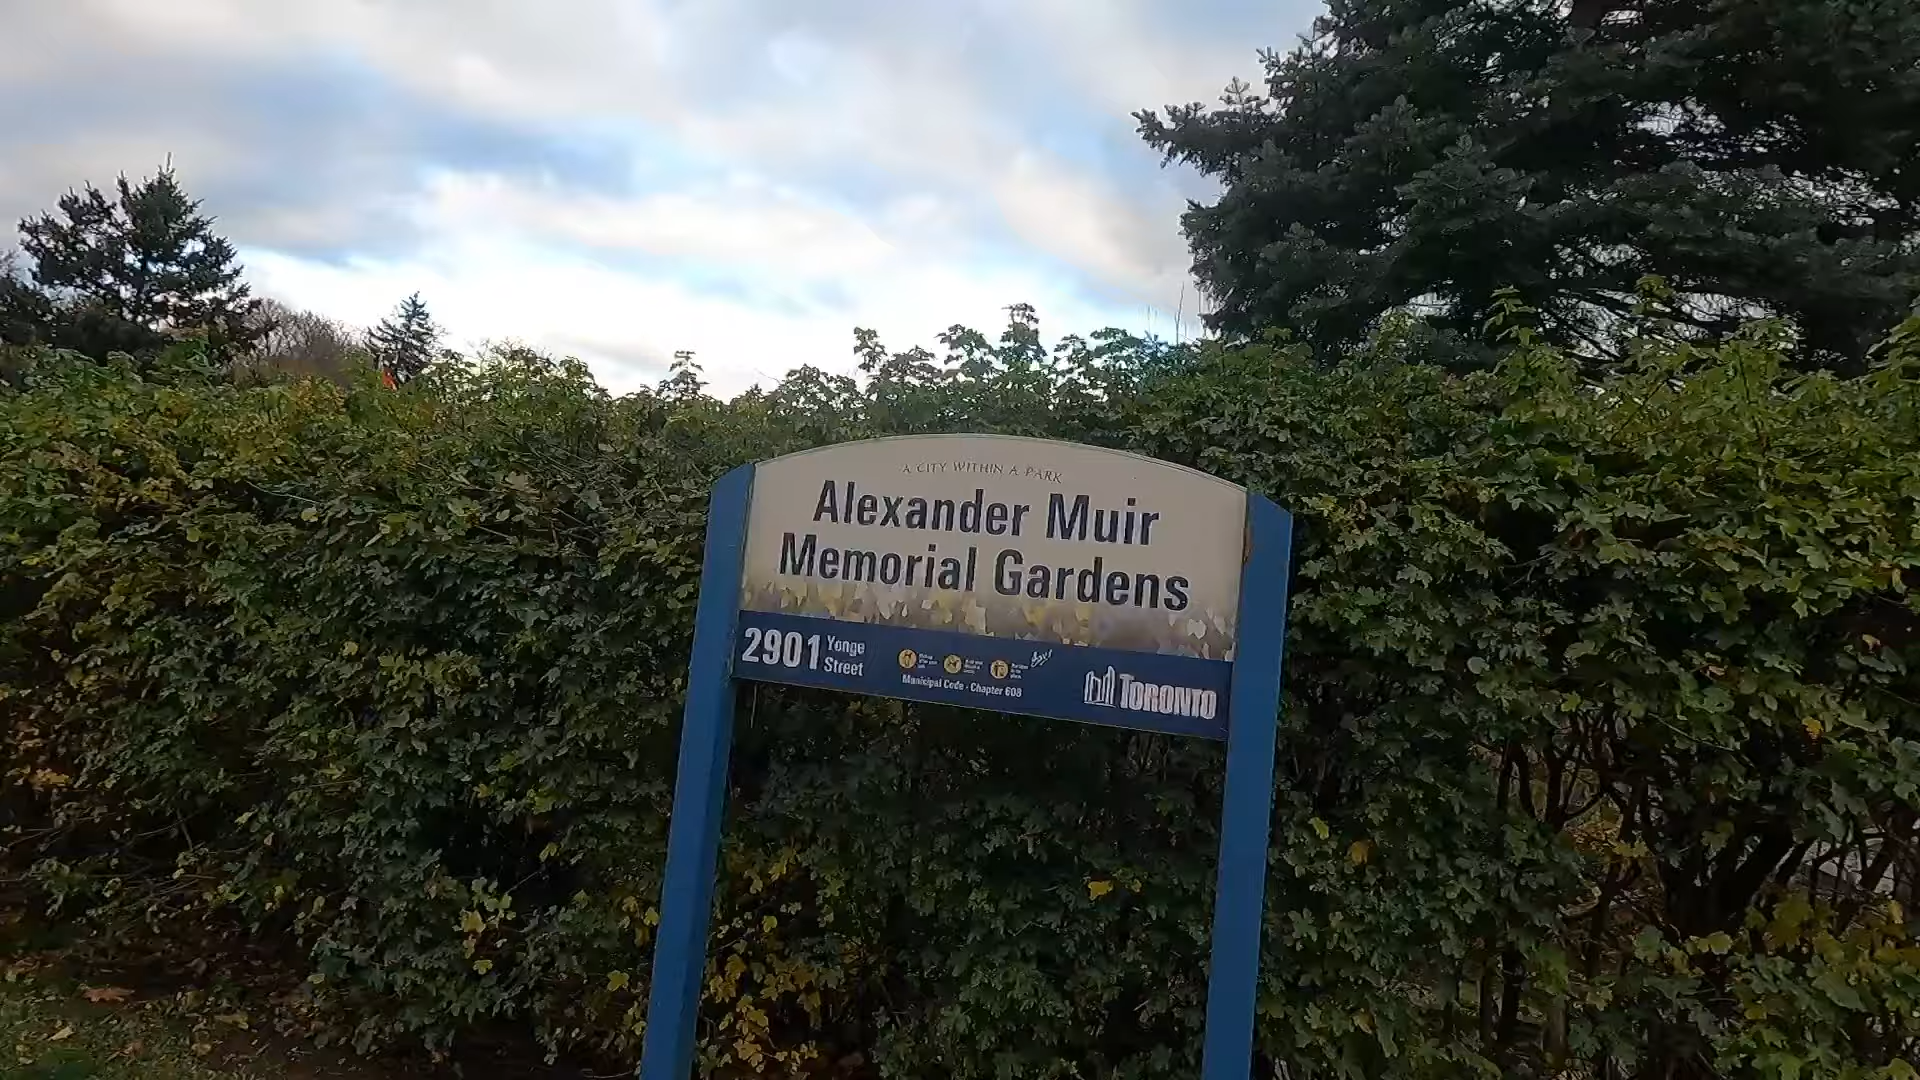 A CITY WITHIN A PARK
Alexander Muir
Memorial Gardens
2901 Yonge
Street
Municipal Code - Chapter 608
TORONTO